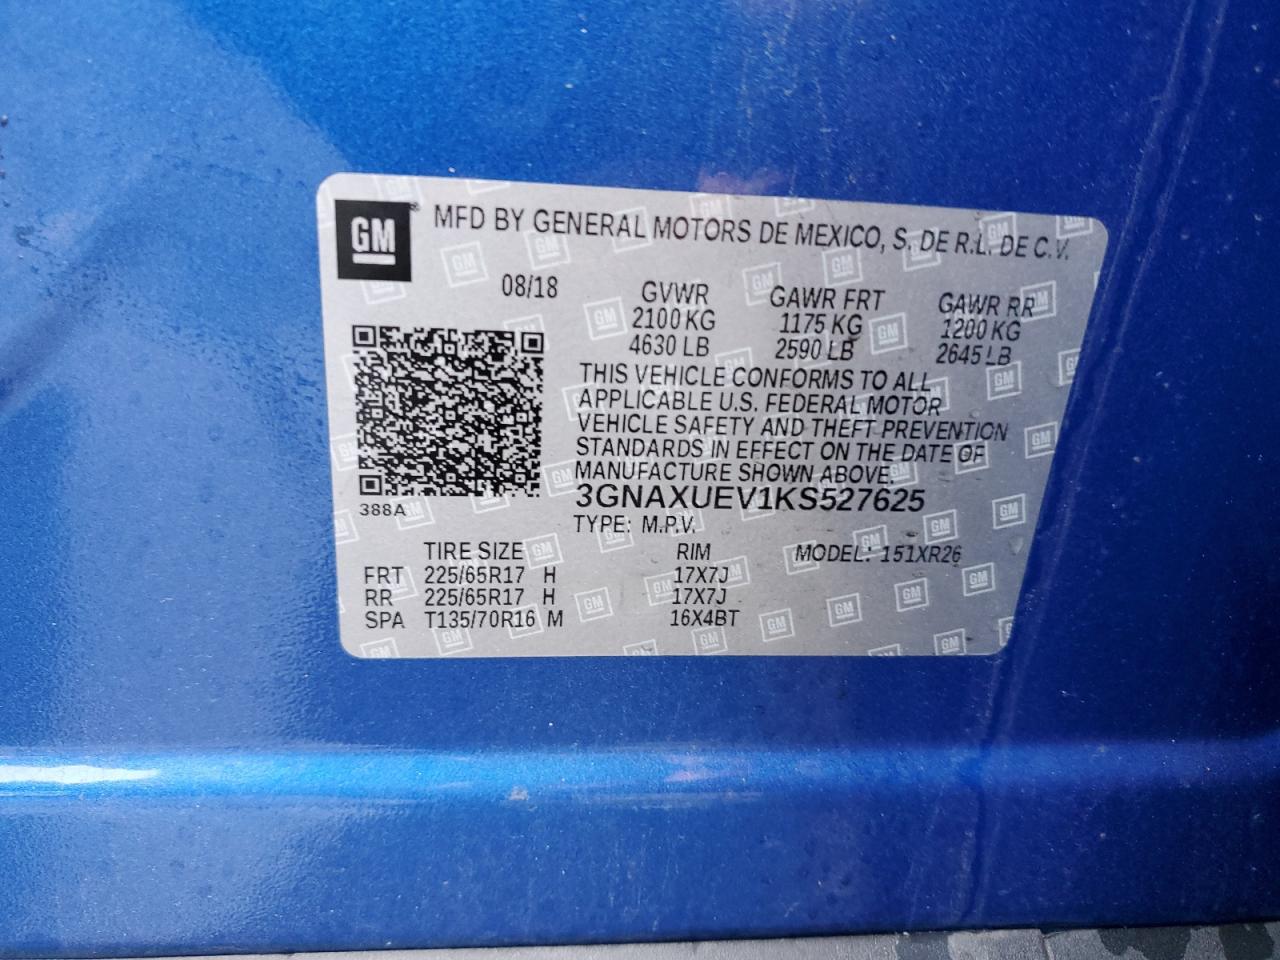 GM MFD BY GENERAL MOTORS DE MEXICO, S. DE R.L. DE C.V.
08/18 GVWR GAWR FRT GAWR RR
2100 KG 1175 KG 1200 KG
4630 LB 2590 LB 2645 LB
THIS VEHICLE CONFORMS TO ALL
APPLICABLE U.S. FEDERAL MOTOR
VEHICLE SAFETY AND THEFT PREVENTION
STANDARDS IN EFFECT ON THE DATE OF
MANUFACTURE SHOWN ABOVE.
388A
3GNAXUEV1KS527625
TYPE: M.P.V.
TIRE SIZE RIM MODEL: 151XR26
FRT 225/65R17 H 17X7J
RR 225/65R17 H 17X7J
SPA T135/70R16 M 16X4BT